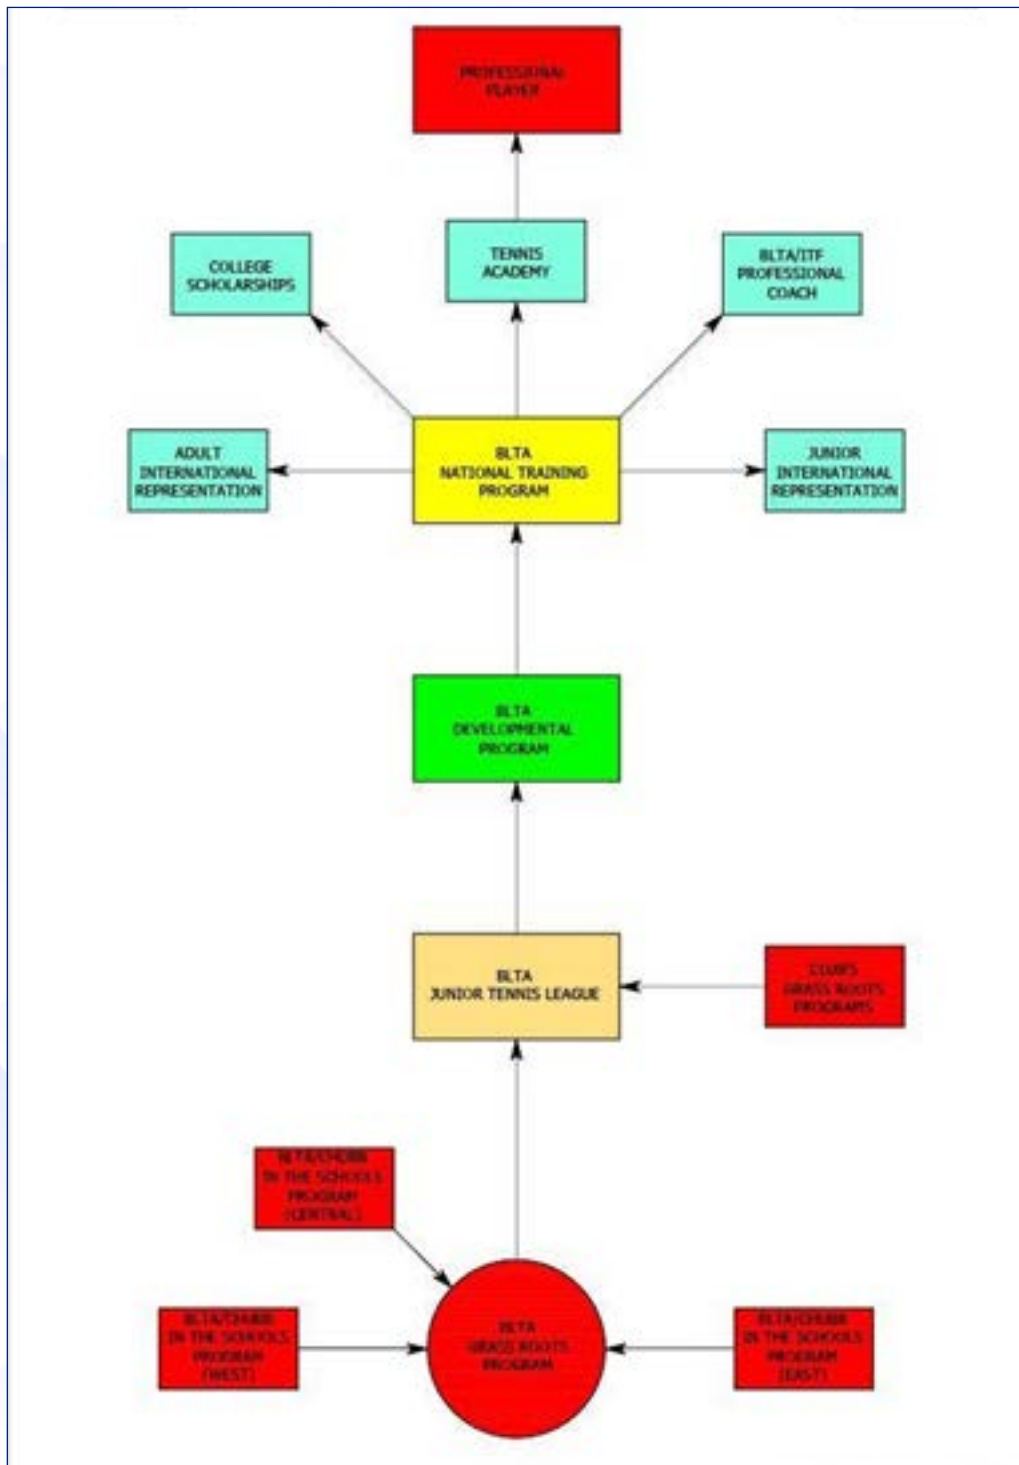 PROFESSIONAL
PLAYER
COLLEGE
SCHOLARSHIPS
TENNIS
ACADEMY
BLTA/ITF
PROFESSIONAL
COACH
ADULT
INTERNATIONAL
REPRESENTATION
BLTA
NATIONAL TRAINING
PROGRAM
JUNIOR
INTERNATIONAL
REPRESENTATION
BLTA
DEVELOPMENTAL
PROGRAM
BLTA
JUNIOR TENNIS LEAGUE
CLUBS
GRASS ROOTS
PROGRAMS
BLTA/CHUBB
IN THE SCHOOLS
PROGRAM
(CENTRAL)
BLTA/CHUBB
IN THE SCHOOLS
PROGRAM
(WEST)
BLTA
GRASS ROOTS
PROGRAM
BLTA/CHUBB
IN THE SCHOOLS
PROGRAM
(EAST)